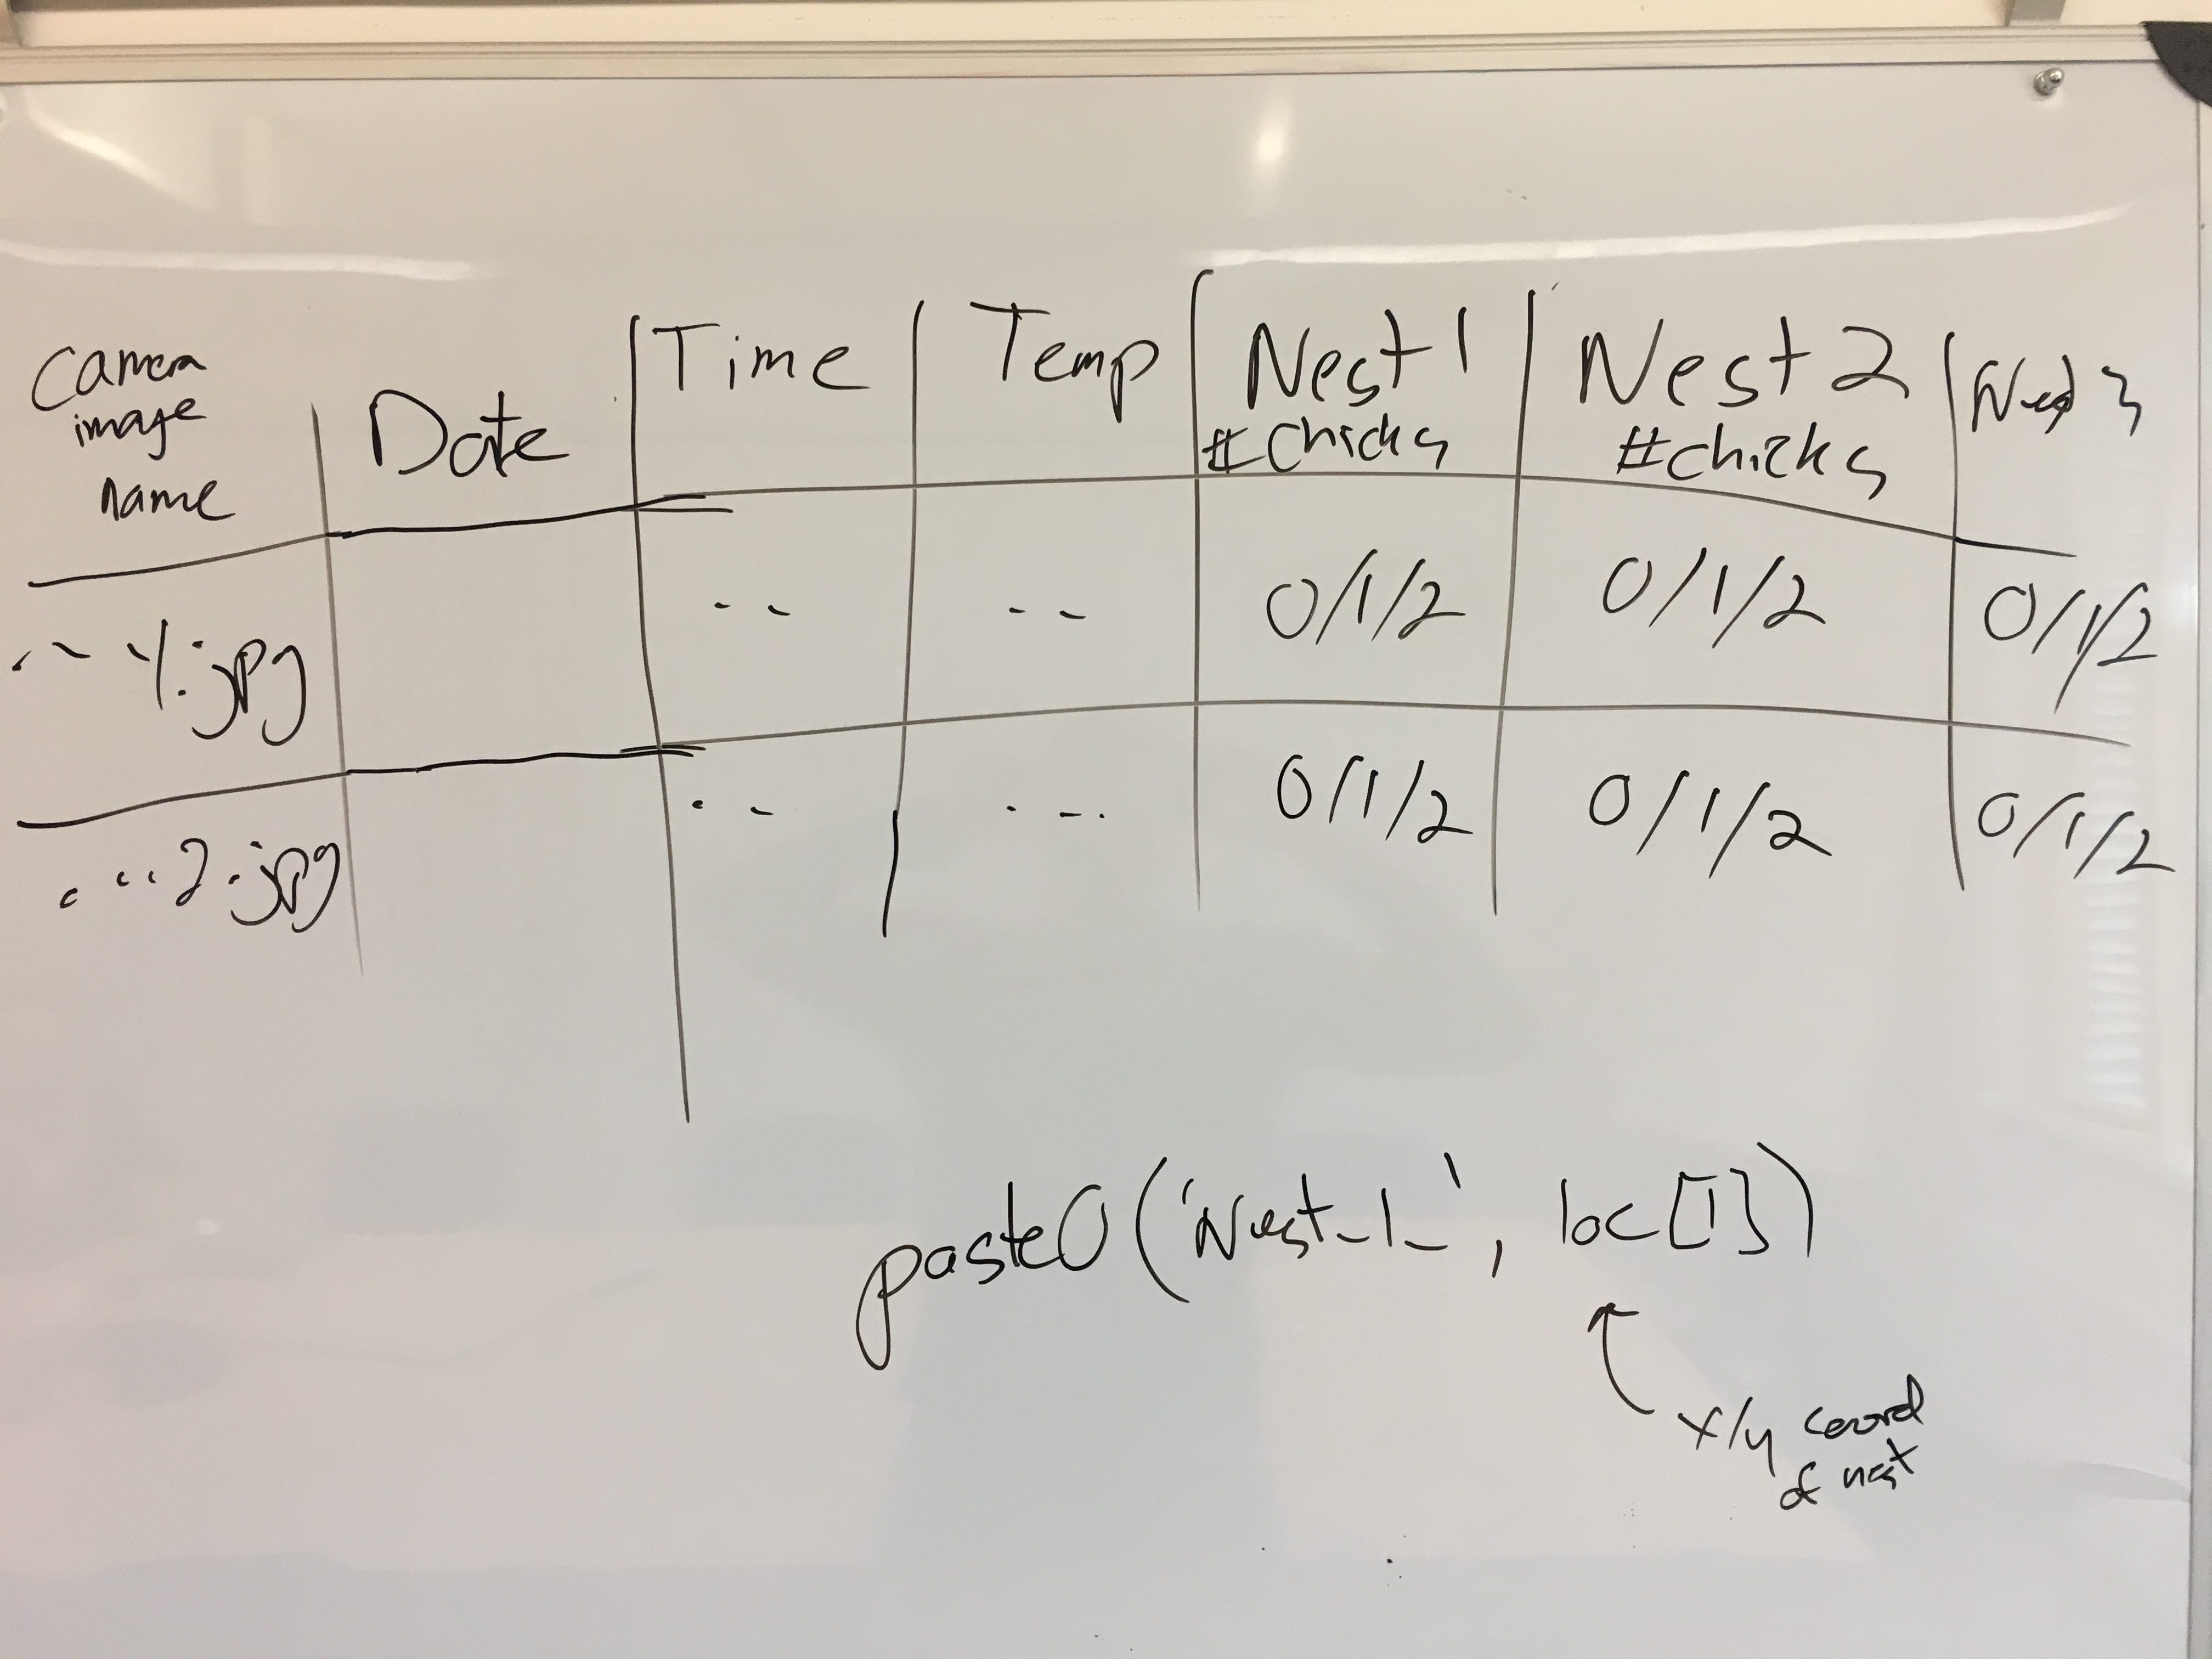 Camera image name | Date | Time | Temp | Nest 1 #chicks | Nest 2 #chicks | Nest 3
1.jpg | | -- | -- | 0/1/2 | 0/1/2 | 0/1/2
...2.jpg | | -- | -- | 0/1/2 | 0/1/2 | 0/1/2
paste0('Nest_1_', loc[1])
x/y coord
of nest